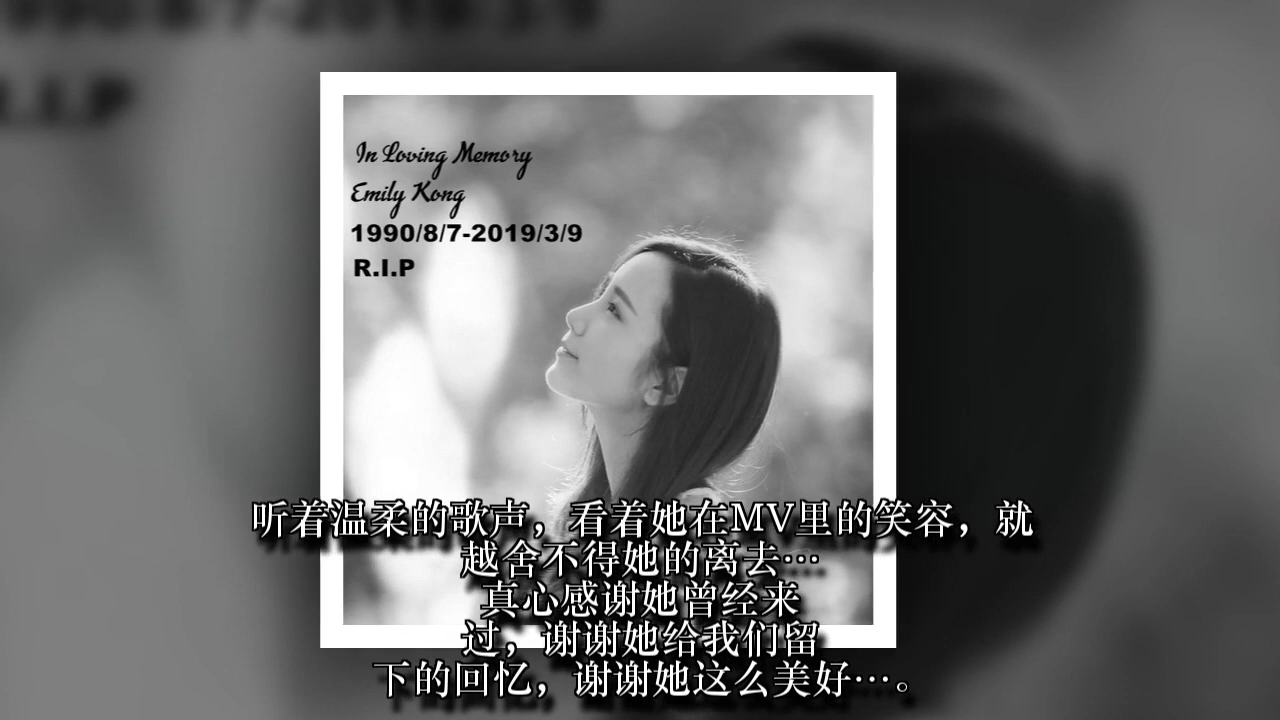 In Loving Memory
Emily Kong
1990/8/7-2019/3/9
R.I.P
听着温柔的歌声，看着她在MV里的笑容，就
越舍不得她的离去…
真心感谢她曾经来
过，谢谢她给我们留
下的回忆，谢谢她这么美好…。